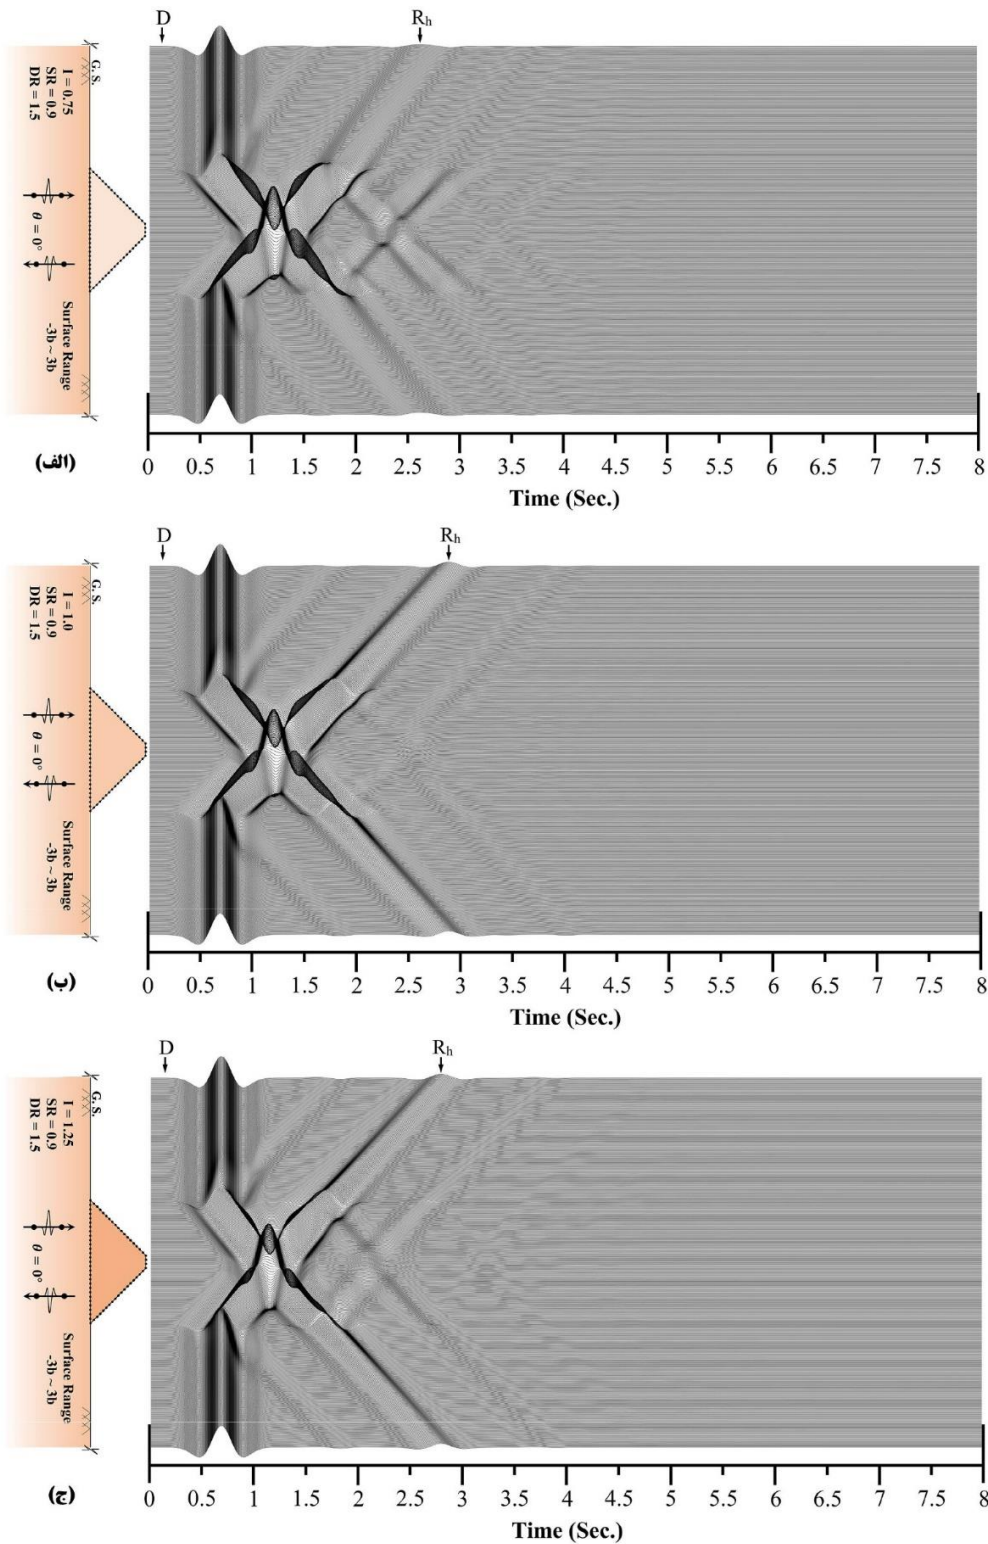 D
Rh
G. S.
I = 0.75
SR = 0.9
DR = 1.5
θ = 0°
Surface Range
-3b ~ 3b
(الف)
0 0.5 1 1.5 2 2.5 3 3.5 4 4.5 5 5.5 6 6.5 7 7.5 8
Time (Sec.)
D
Rh
G. S.
I = 1.0
SR = 0.9
DR = 1.5
θ = 0°
Surface Range
-3b ~ 3b
(ب)
0 0.5 1 1.5 2 2.5 3 3.5 4 4.5 5 5.5 6 6.5 7 7.5 8
Time (Sec.)
D
Rh
G. S.
I = 1.25
SR = 0.9
DR = 1.5
θ = 0°
Surface Range
-3b ~ 3b
(ج)
0 0.5 1 1.5 2 2.5 3 3.5 4 4.5 5 5.5 6 6.5 7 7.5 8
Time (Sec.)